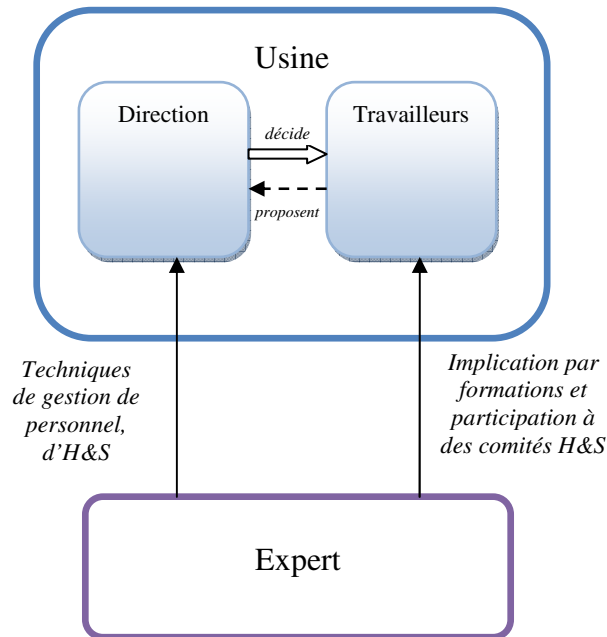 Usine
Direction
Travailleurs
décide
proposent
Techniques
de gestion de
personnel,
d'H&S
Implication par
formations et
participation à
des comités H&S
Expert